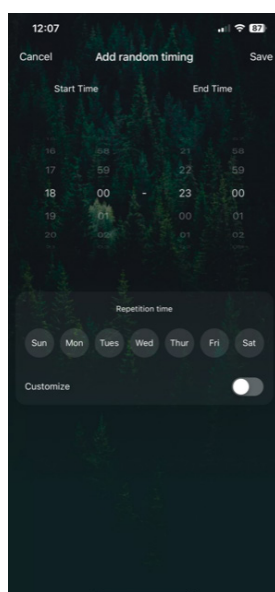 12:07 87
Cancel Add random timing Save
Start Time End Time
16 58 21 58
17 59 22 59
18 00 - 23 00
19 01 00 01
20 02 01 02
Repetition time
Sun Mon Tues Wed Thur Fri Sat
Customize